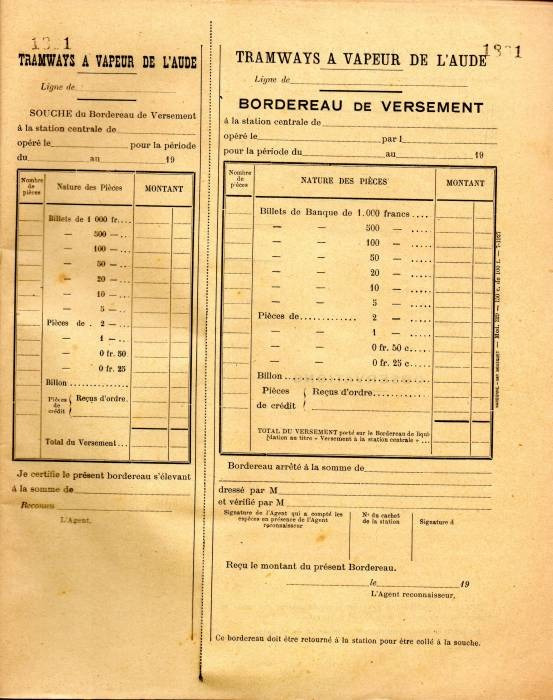 TRAMWAYS A VAPEUR DE L'AUDE
Ligne de
SOUCHE du Bordereau de Versement
à la station centrale de
opéré le pour la période
du au 19
Nombre de pièces Nature des Pièces MONTANT
Billets de 1 000 fr....
— 500 — ..
— 100 — ..
— 50 — ..
— 20 — ..
— 10 — ..
— 5 — ..
Pièces de . 2 — ...
— 1 — ..
— 0 fr. 50
— 0 fr. 25
Billon
Pièces de crédit { Reçus d'ordre.
Total du Versement...
Je certifie le présent bordereau s'élevant
à la somme de
Reconnu
L'Agent.
TRAMWAYS A VAPEUR DE L'AUDE
Ligne de
BORDEREAU DE VERSEMENT
à la station centrale de
opéré le par l
pour la période du au 19
Nombre de pièces NATURE DES PIÈCES MONTANT
Billets de Banque de 1.000 francs ....
— — 500 — .....
— — 100 — .....
— — 50 — .....
— — 20 — .....
— — 10 — .....
— — 5 — .....
Pièces de............ 2 — .....
— 1 — .....
— 0 fr. 50 c....
— 0 fr. 25 c....
Billon
Pièces de crédit { Reçus d'ordre
TOTAL DU VERSEMENT porté sur le Bordereau de liqui
dation au titre « Versement à la station centrale » ...
Bordereau arrêté à la somme de
dressé par M
et vérifié par M
Signature de l'Agent qui a compté les
espèces en présence de l'Agent
reconnaisseur
N° du cachet
de la station
Signature d
Reçu le montant du présent Bordereau.
le 19
L'Agent reconnaisseur,
Ce bordereau doit être retourné à la station pour être collé à la souche.